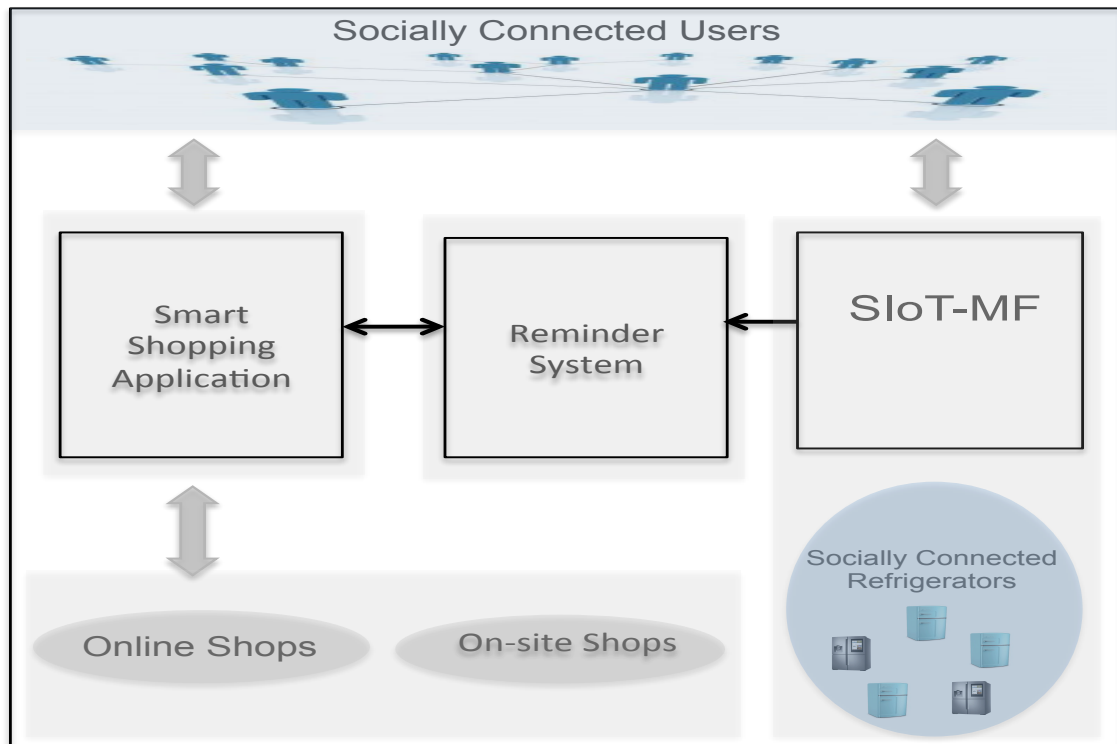 Socially Connected Users
Smart
Shopping
Application
Reminder
System
SIoT-MF
Socially Connected
Refrigerators
Online Shops
On-site Shops